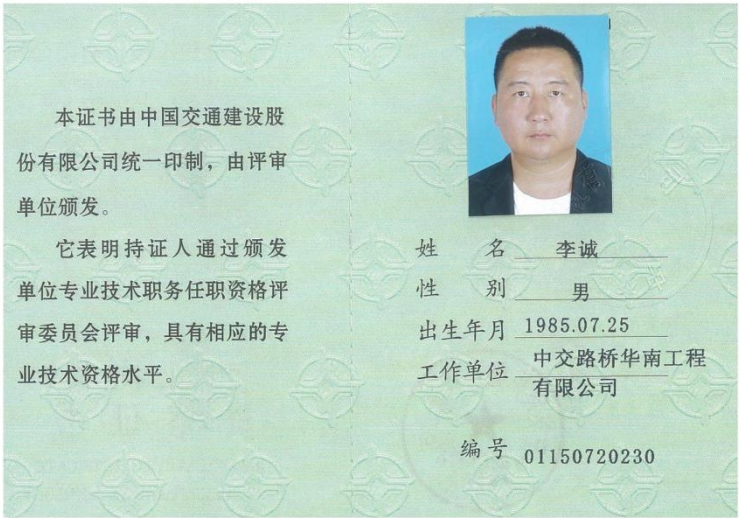 本证书由中国交通建设股
份有限公司统一印制，由评审
单位颁发。
它表明持证人通过颁发
单位专业技术职务任职资格评
审委员会评审，具有相应的专
业技术资格水平。
姓 名 李诚
性 别 男
出生年月 1985.07.25
工作单位 中交路桥华南工程
有限公司
编号 01150720230